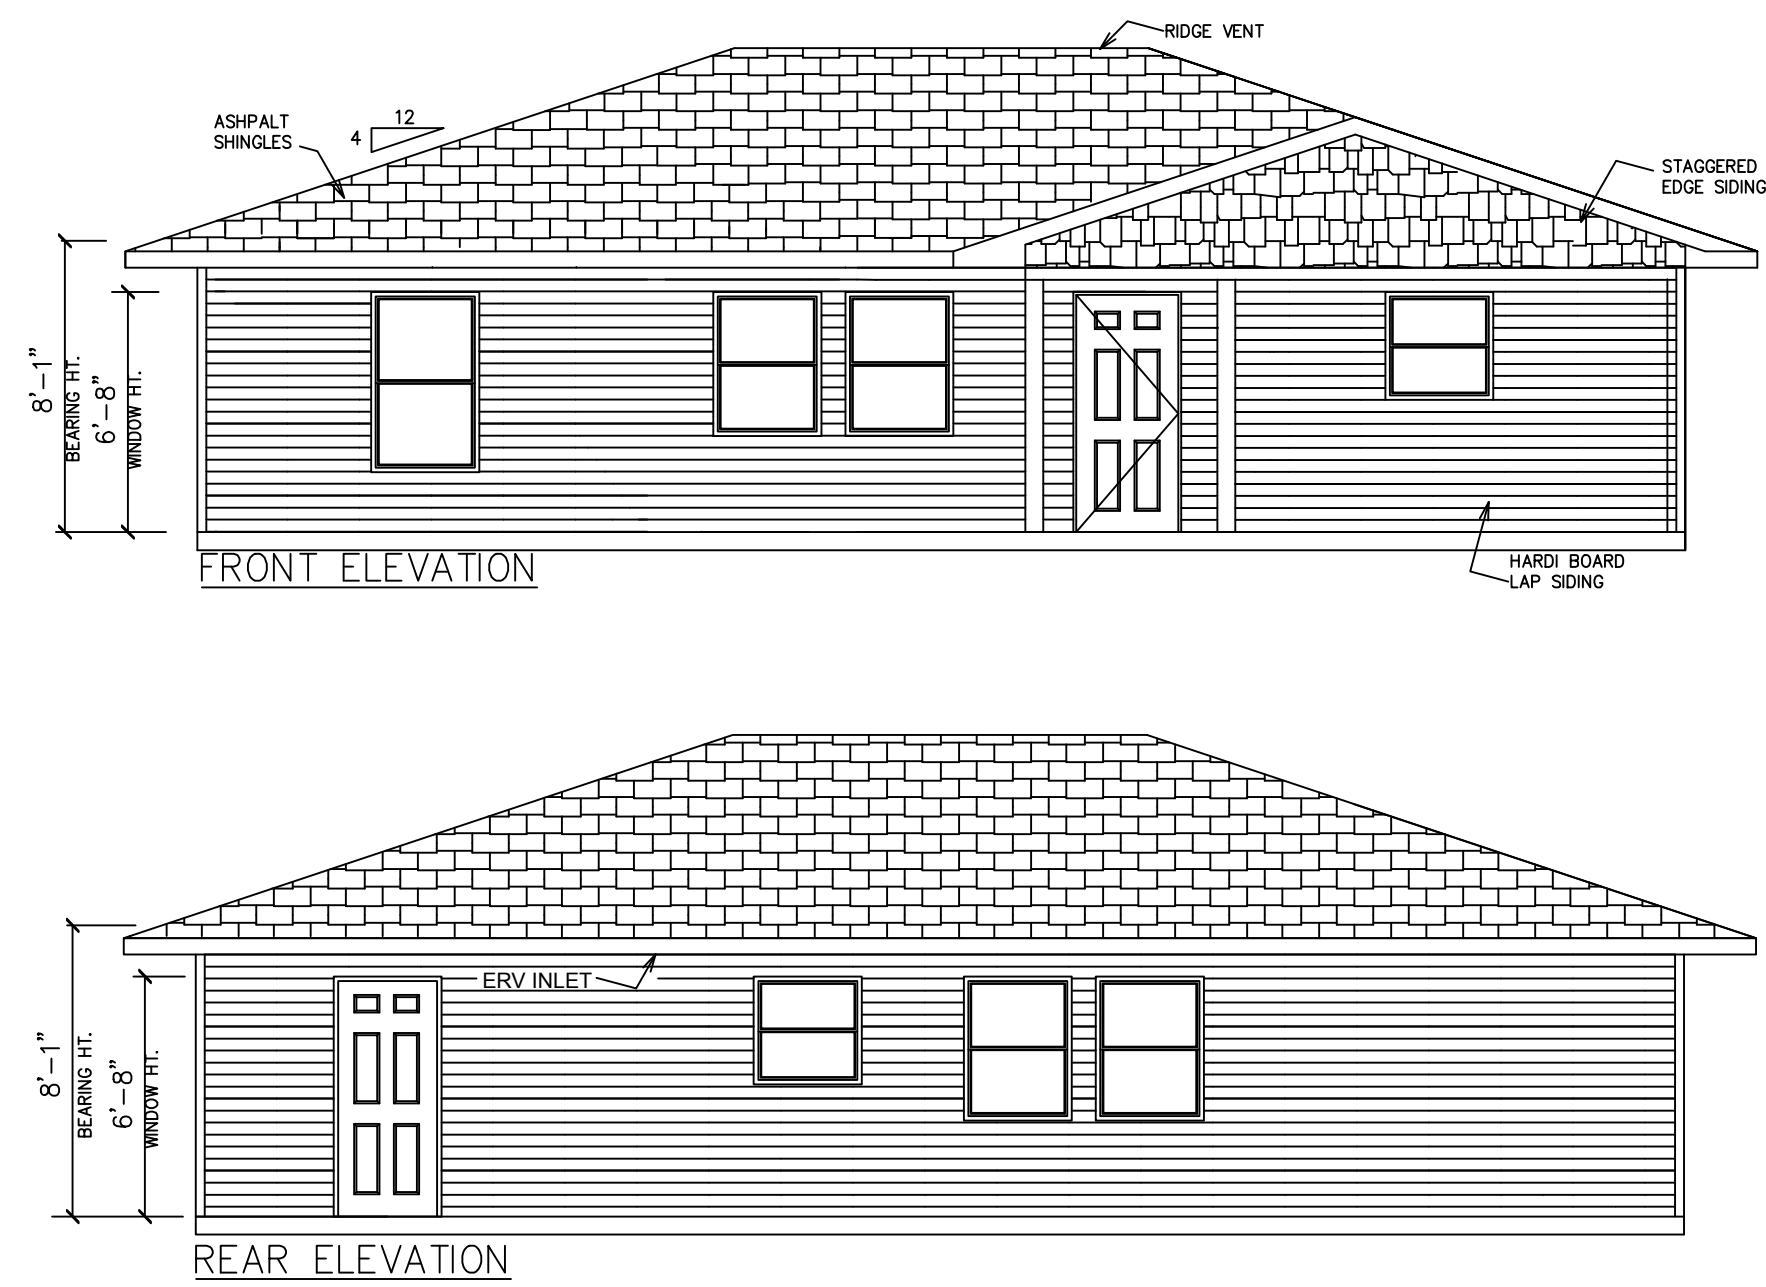 RIDGE VENT
12
4
ASHPALT
SHINGLES
STAGGERED
EDGE SIDING
8'-1"
BEARING HT.
6'-8"
WINDOW HT.
HARDI BOARD
LAP SIDING
FRONT ELEVATION
ERV INLET
8'-1"
BEARING HT.
6'-8"
WINDOW HT.
REAR ELEVATION